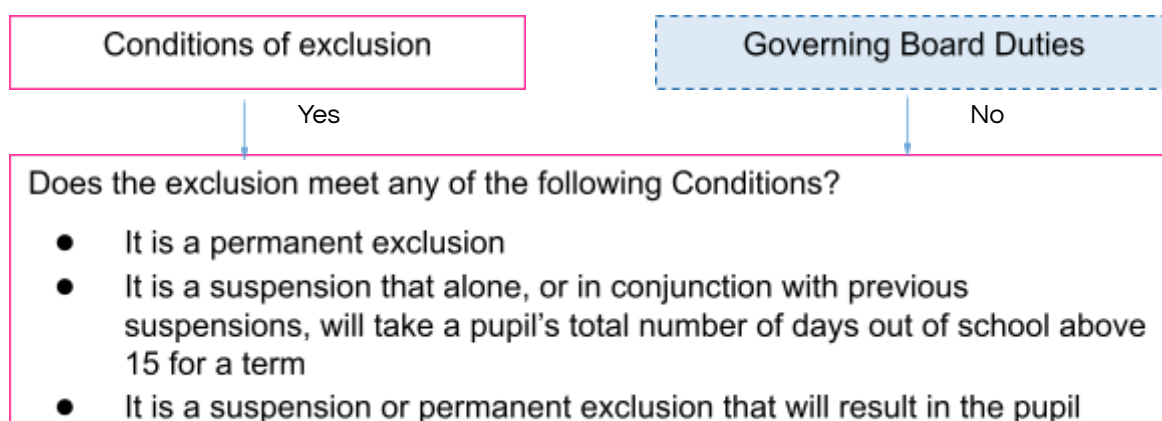 Conditions of exclusion
Governing Board Duties
Yes
No
Does the exclusion meet any of the following Conditions?
● It is a permanent exclusion
● It is a suspension that alone, or in conjunction with previous
suspensions, will take a pupil’s total number of days out of school above
15 for a term
● It is a suspension or permanent exclusion that will result in the pupil